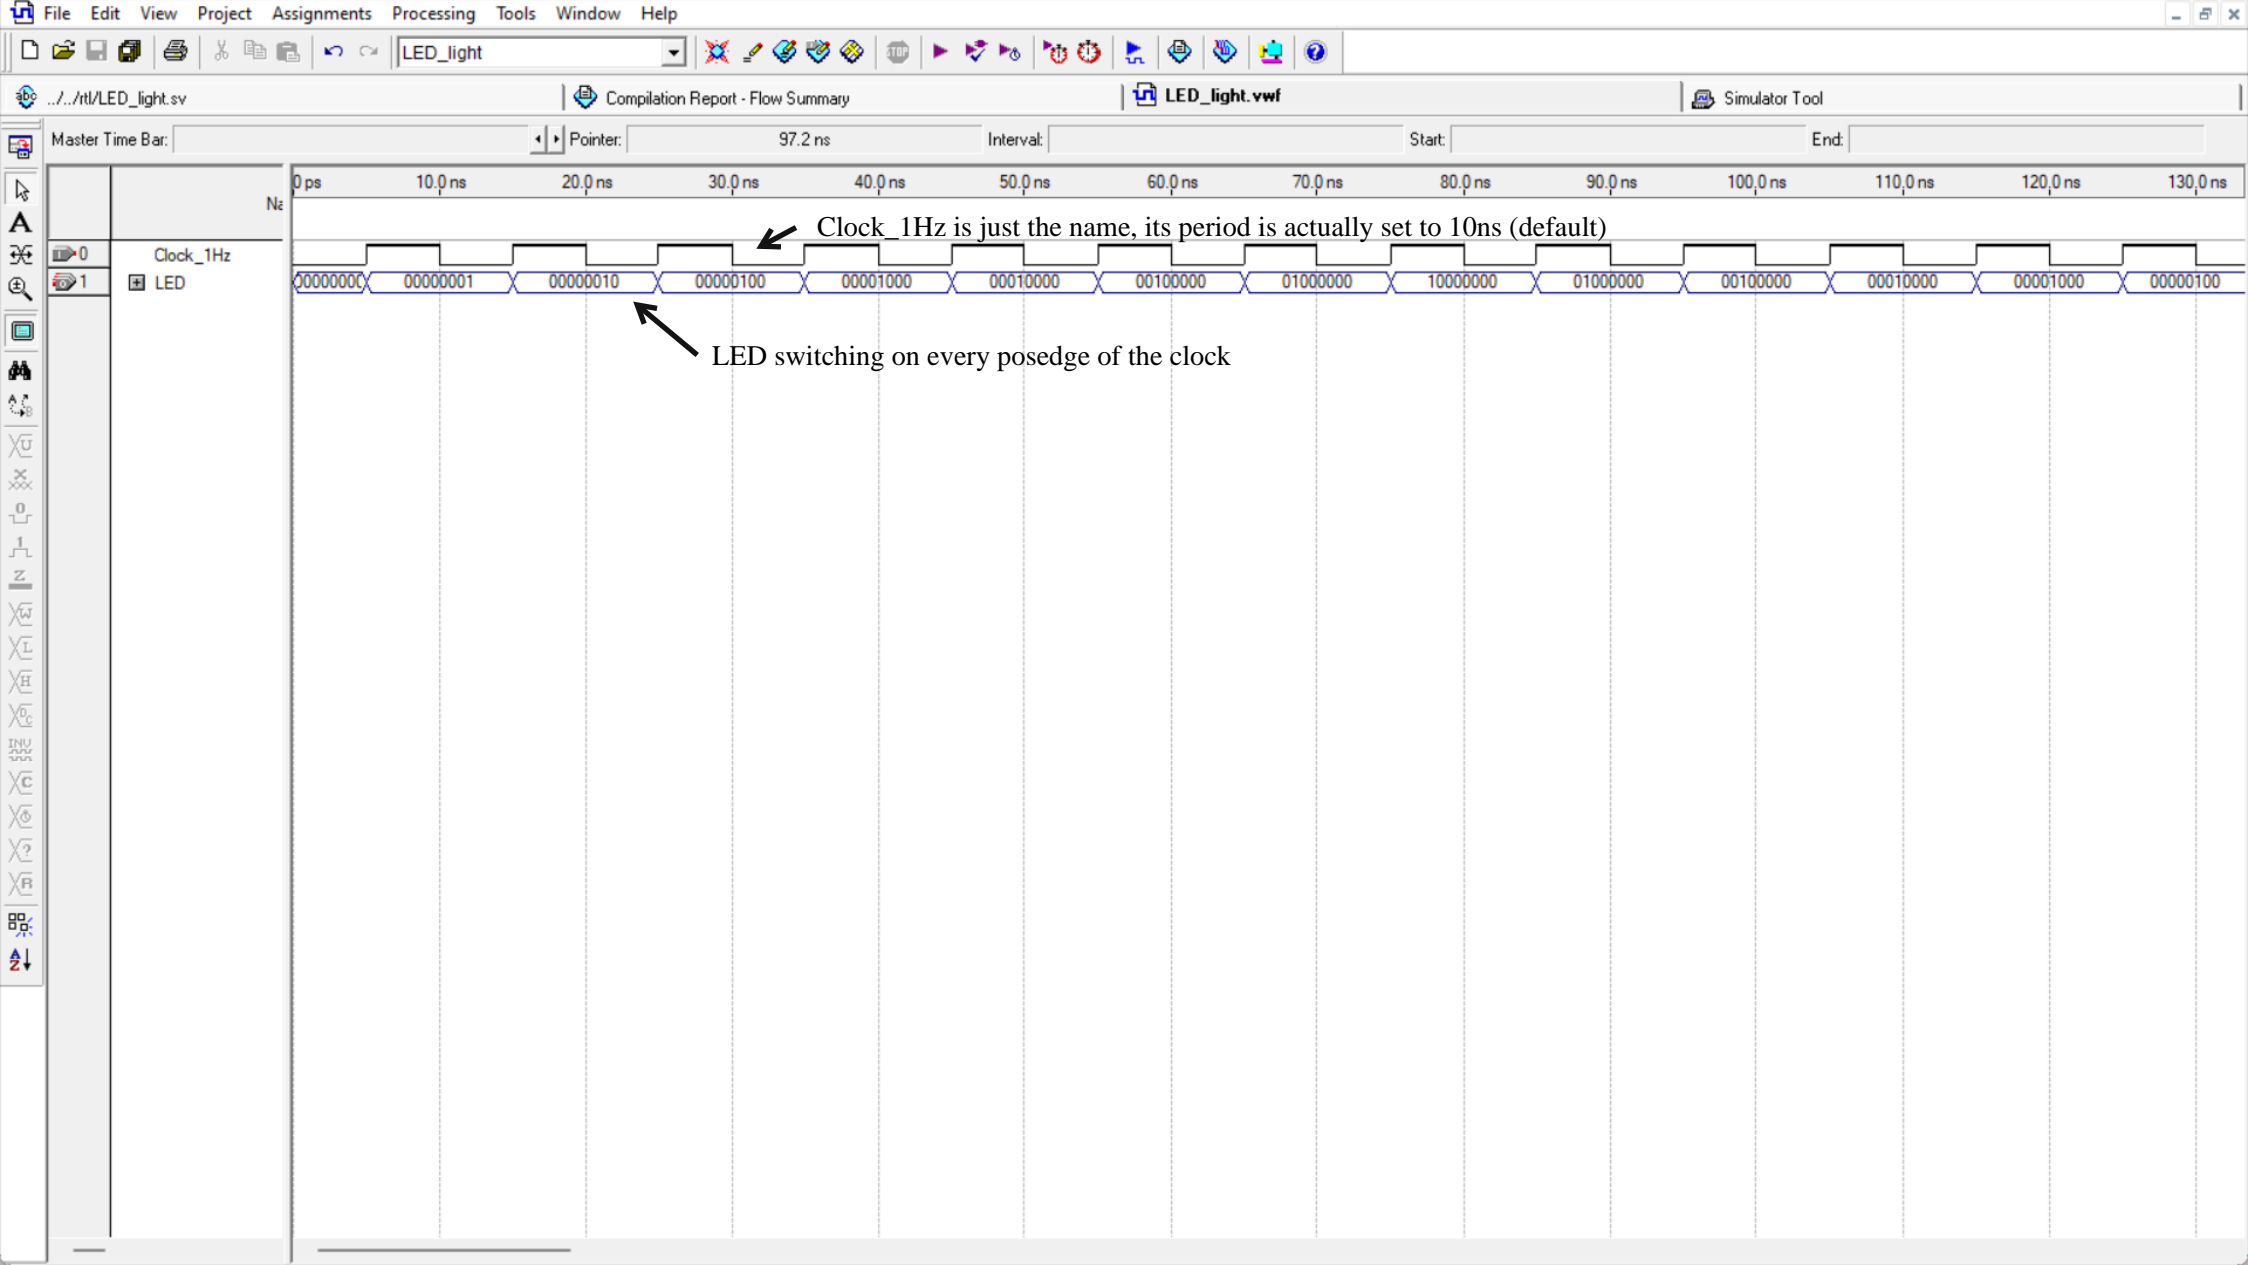 File Edit View Project Assignments Processing Tools Window Help
LED_light
STOP
abc ../../rtl/LED_light.sv Compilation Report - Flow Summary LED_light.vwf Simulator Tool
Master Time Bar: Pointer: 97.2 ns Interval: Start: End:
Na
0 ps 10.0 ns 20.0 ns 30.0 ns 40.0 ns 50.0 ns 60.0 ns 70.0 ns 80.0 ns 90.0 ns 100.0 ns 110.0 ns 120.0 ns 130.0 ns
Clock_1Hz is just the name, its period is actually set to 10ns (default)
0 Clock_1Hz
1 LED 00000000 00000001 00000010 00000100 00001000 00010000 00100000 01000000 10000000 01000000 00100000 00010000 00001000 00000100
LED switching on every posedge of the clock